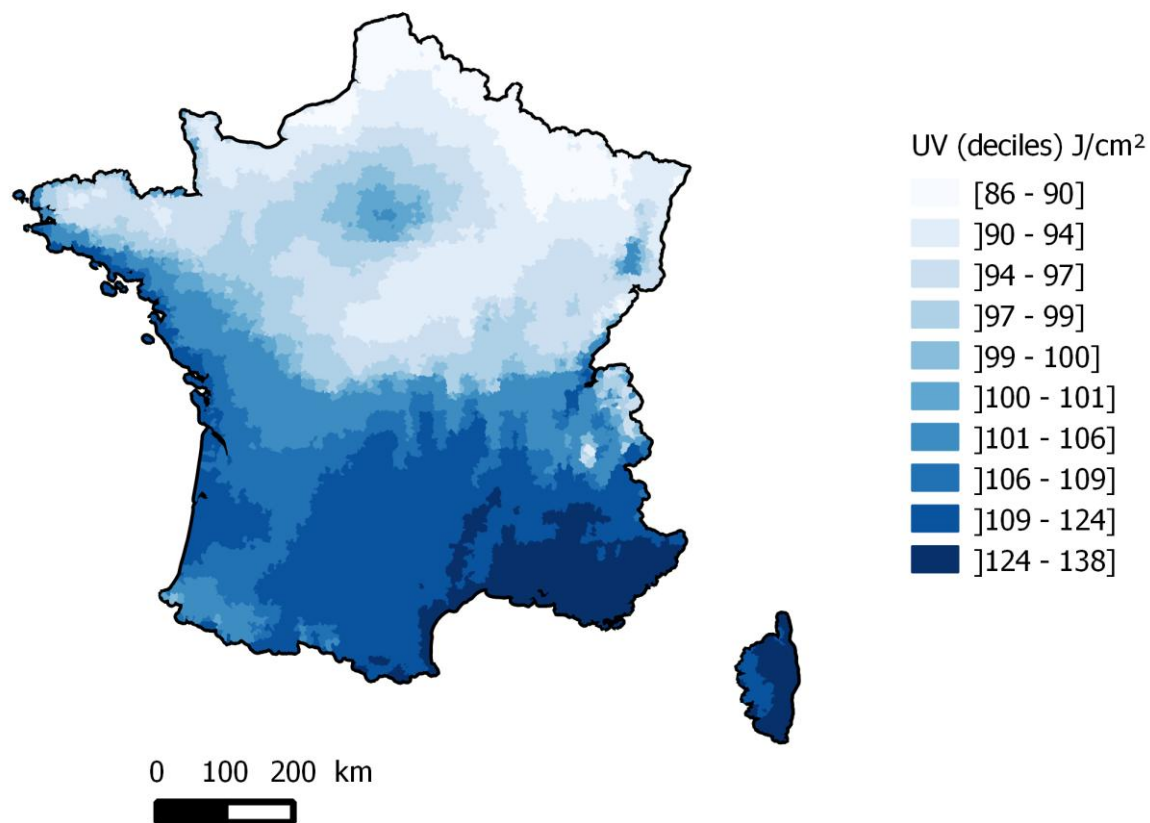 UV (deciles) J/cm²
[86 - 90]
]90 - 94]
]94 - 97]
]97 - 99]
]99 - 100]
]100 - 101]
]101 - 106]
]106 - 109]
]109 - 124]
]124 - 138]
0 100 200 km